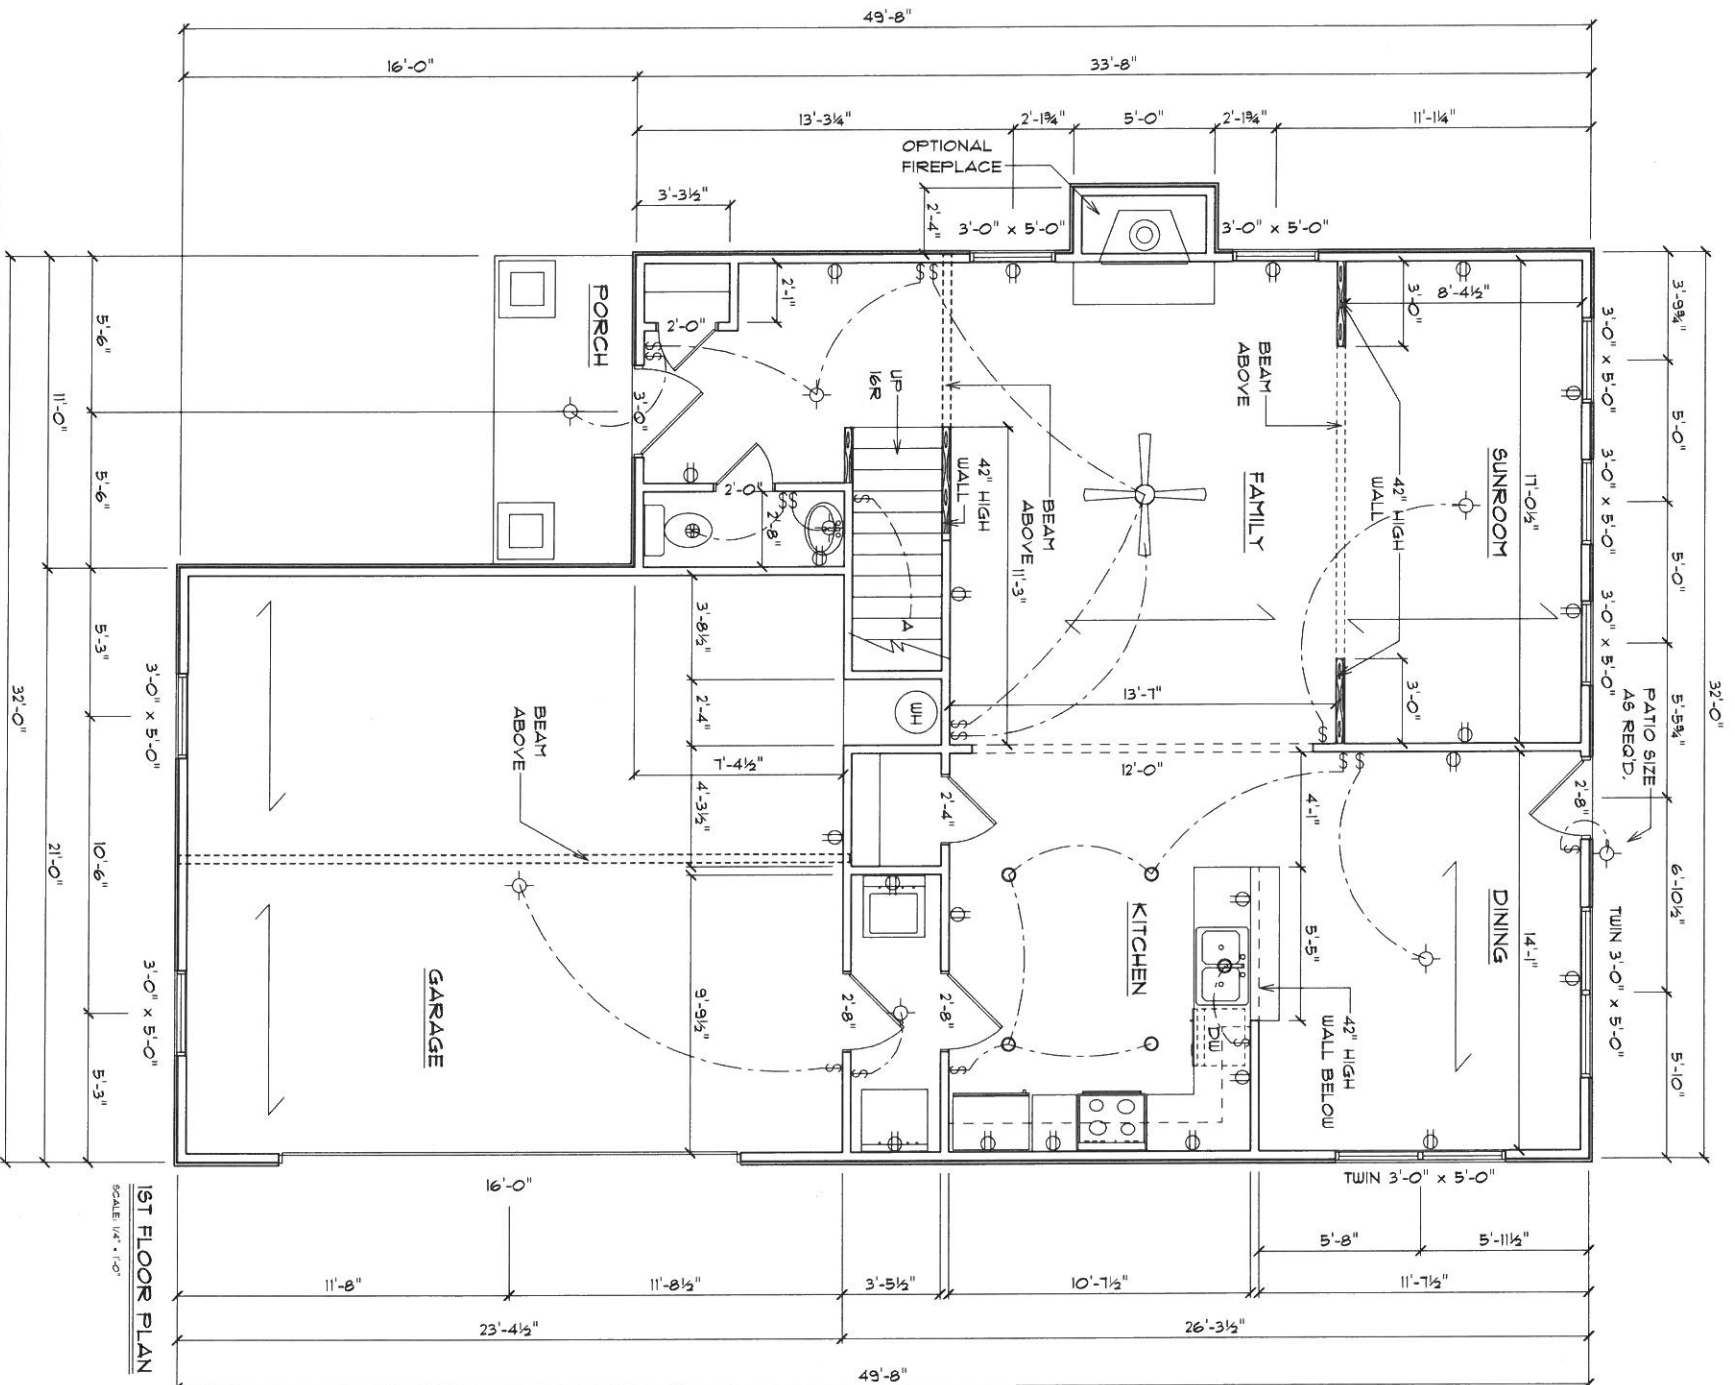 49'-8"
16'-0"
33'-8"
13'-3¼"
2'-1¾"
5'-0"
2'-1¾"
11'-1¼"
OPTIONAL
FIREPLACE
3'-3½"
2'-4"
3'-0" x 5'-0"
3'-0" x 5'-0"
32'-0"
11'-0"
21'-0"
5'-6"
5'-6"
5'-3"
10'-6"
5'-3"
PORCH
2'-1"
2'-0"
3'-0"
UP
16R
2'-0"
2'-8"
BEAM
ABOVE
42" HIGH
WALL
11'-3"
FAMILY
BEAM
ABOVE
42" HIGH
WALL
3'-0"
8'-4½"
SUNROOM
17'-0½"
3'-0"
13'-7"
12'-0"
3'-0" x 5'-0"
3'-0" x 5'-0"
3'-0" x 5'-0"
3'-9¾"
5'-0"
5'-0"
5'-5¾"
6'-10½"
5'-10"
32'-0"
PATIO SIZE
AS REQ'D.
2'-8"
TWIN 3'-0" x 5'-0"
A
WH
3'-8½"
2'-4"
4'-3½"
9'-9½"
7'-4½"
BEAM
ABOVE
3'-0" x 5'-0"
3'-0" x 5'-0"
GARAGE
2'-4"
2'-8"
2'-8"
KITCHEN
4'-1"
5'-5"
DW
42" HIGH
WALL BELOW
DINING
14'-1"
TWIN 3'-0" x 5'-0"
16'-0"
5'-8"
5'-11½"
11'-8"
11'-8½"
3'-5½"
10'-7½"
11'-7½"
23'-4½"
26'-3½"
49'-8"
1ST FLOOR PLAN
SCALE: 1/4" = 1'-0"